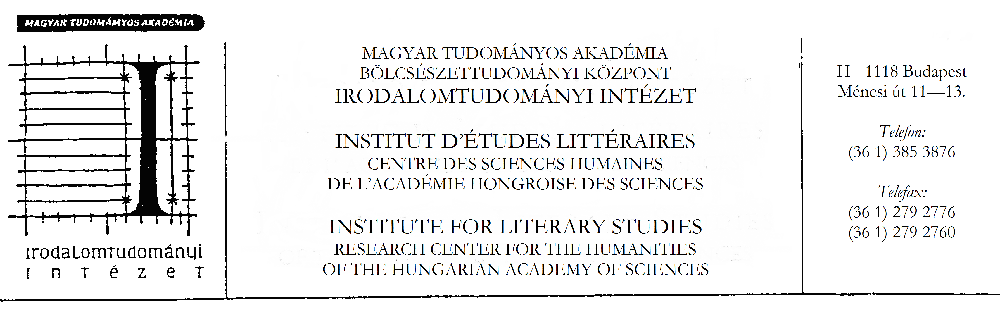 MAGYAR TUDOMÁMYOS AKADÉMIA
Irodalomtudományi
Intézet
MAGYAR TUDOMÁNYOS AKADÉMIA
BÖLCSÉSZETTUDOMÁNYI KÖZPONT
IRODALOMTUDOMÁNYI INTÉZET
INSTITUT D’ÉTUDES LITTÉRAIRES
CENTRE DES SCIENCES HUMAINES
DE L’ACADÉMIE HONGROISE DES SCIENCES
INSTITUTE FOR LITERARY STUDIES
RESEARCH CENTER FOR THE HUMANITIES
OF THE HUNGARIAN ACADEMY OF SCIENCES
H - 1118 Budapest
Ménesi út 11—13.
Telefon:
(36 1) 385 3876
Telefax:
(36 1) 279 2776
(36 1) 279 2760